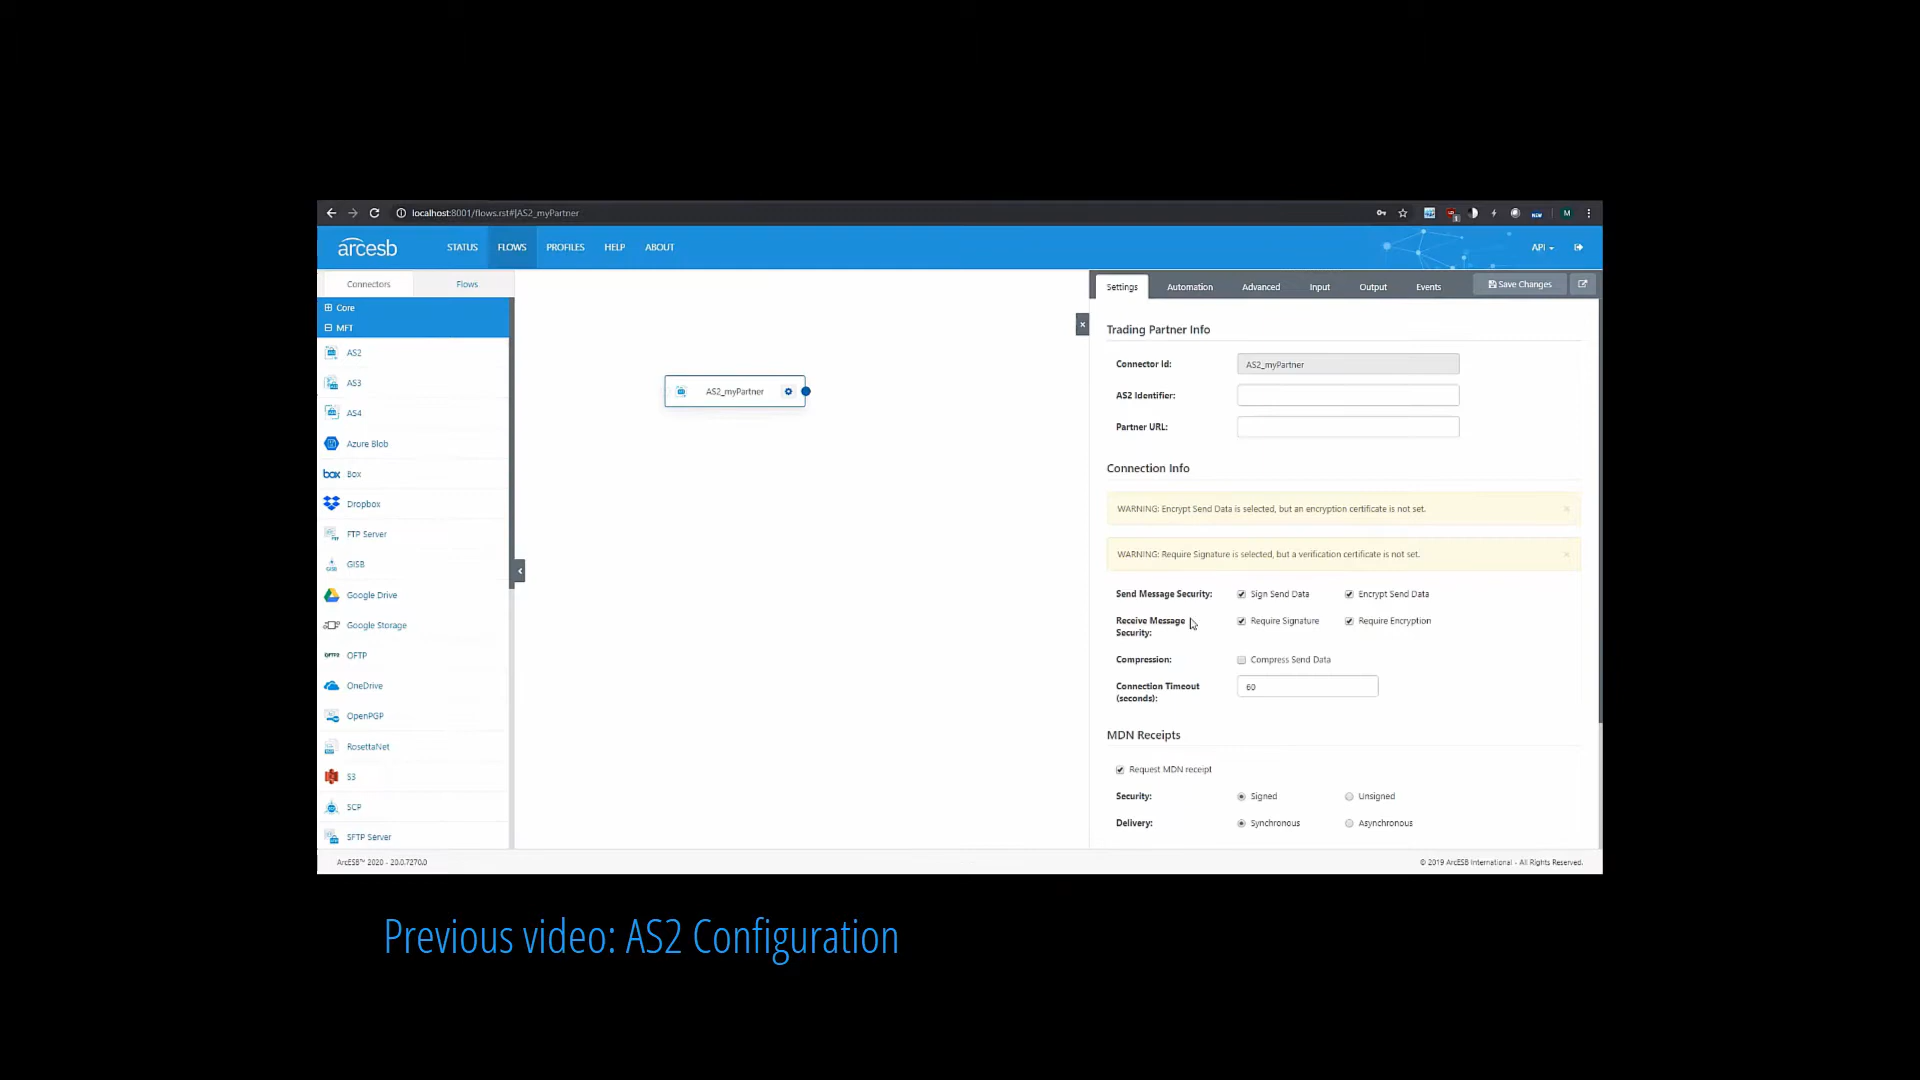 localhost:8001/flows.rst#|AS2_myPartner
M
arcesb
STATUS FLOWS PROFILES HELP ABOUT
API
Connectors Flows
Core
MFT
AS2
AS3
AS4
Azure Blob
box Box
Dropbox
FTP Server
GISB
Google Drive
Google Storage
OFTP
OneDrive
OpenPGP
RosettaNet
S3
SCP
SFTP Server
AS2_myPartner
Settings Automation Advanced Input Output Events Save Changes
Trading Partner Info
Connector Id: AS2_myPartner
AS2 Identifier:
Partner URL:
Connection Info
WARNING: Encrypt Send Data is selected, but an encryption certificate is not set.
WARNING: Require Signature is selected, but a verification certificate is not set.
Send Message Security: Sign Send Data Encrypt Send Data
Receive Message Security: Require Signature Require Encryption
Compression: Compress Send Data
Connection Timeout (seconds): 60
MDN Receipts
Request MDN receipt
Security: Signed Unsigned
Delivery: Synchronous Asynchronous
ArcESB™ 2020 - 20.0.7270.0
© 2019 ArcESB International - All Rights Reserved.
Previous video: AS2 Configuration